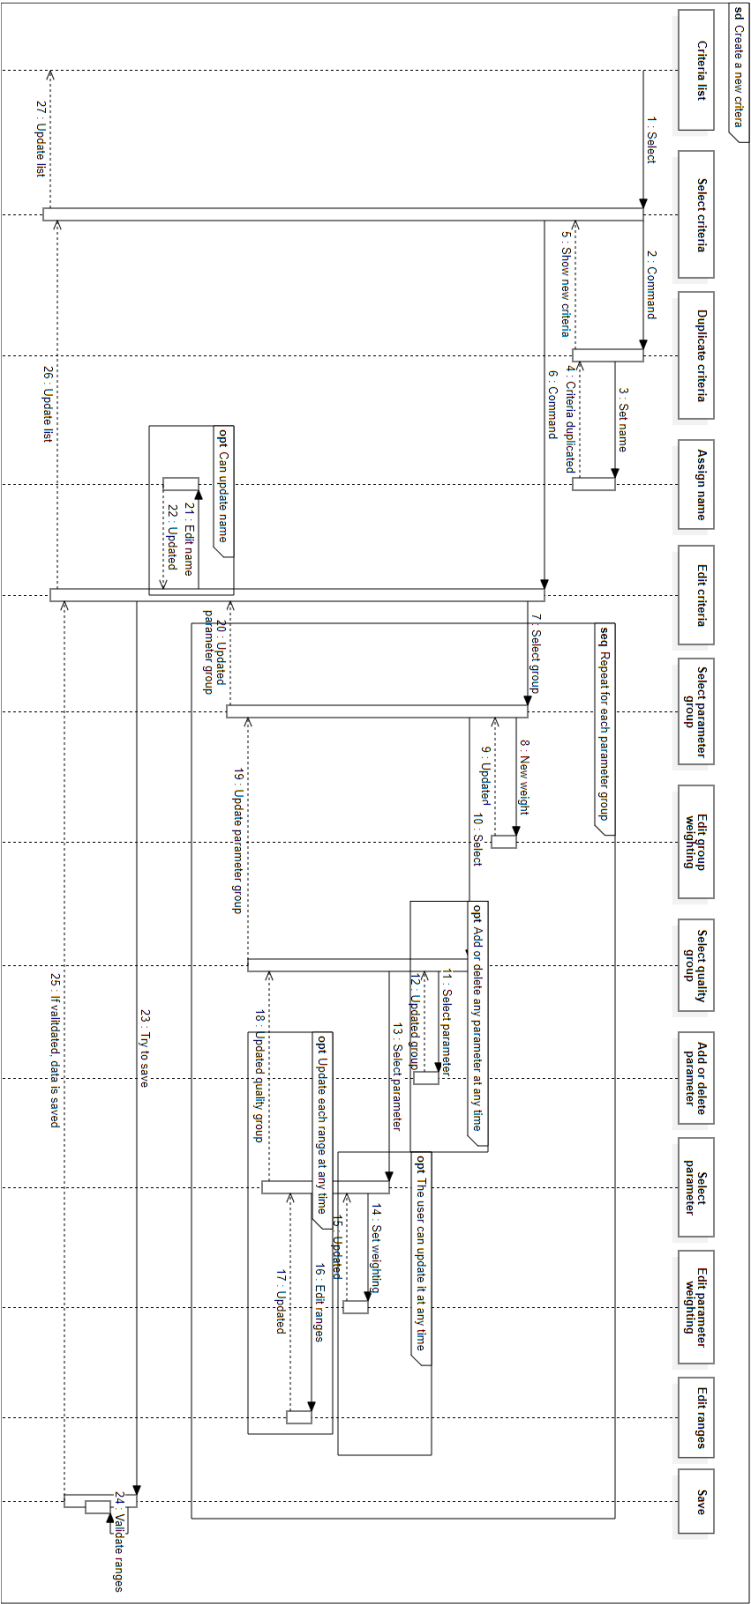 sd Create a new critera
Criteria list
Select criteria
Duplicate criteria
Assign name
Edit criteria
Select parameter
group
Edit group
weighting
Select quality
group
Add or delete
parameter
Select
parameter
Edit parameter
weighting
Edit ranges
Save
1 : Select
2 : Command
3 : Set name
4 : Criteria duplicated
5 : Show new criteria
6 : Command
seq Repeat for each parameter group
7 : Select group
8 : New weight
9 : Updated
10 : Select
opt Add or delete any parameter at any time
11 : Select parameter
12 : Updated group
13 : Select parameter
opt The user can update it at any time
14 : Set weighting
15 : Updated
opt Update each range at any time
16 : Edit ranges
17 : Updated
18 : Updated quality group
19 : Update parameter group
20 : Updated
parameter group
opt Can update name
21 : Edit name
22 : Updated
23 : Try to save
24 : Validate ranges
25 : If valitdated, data is saved
26 : Update list
27 : Update list